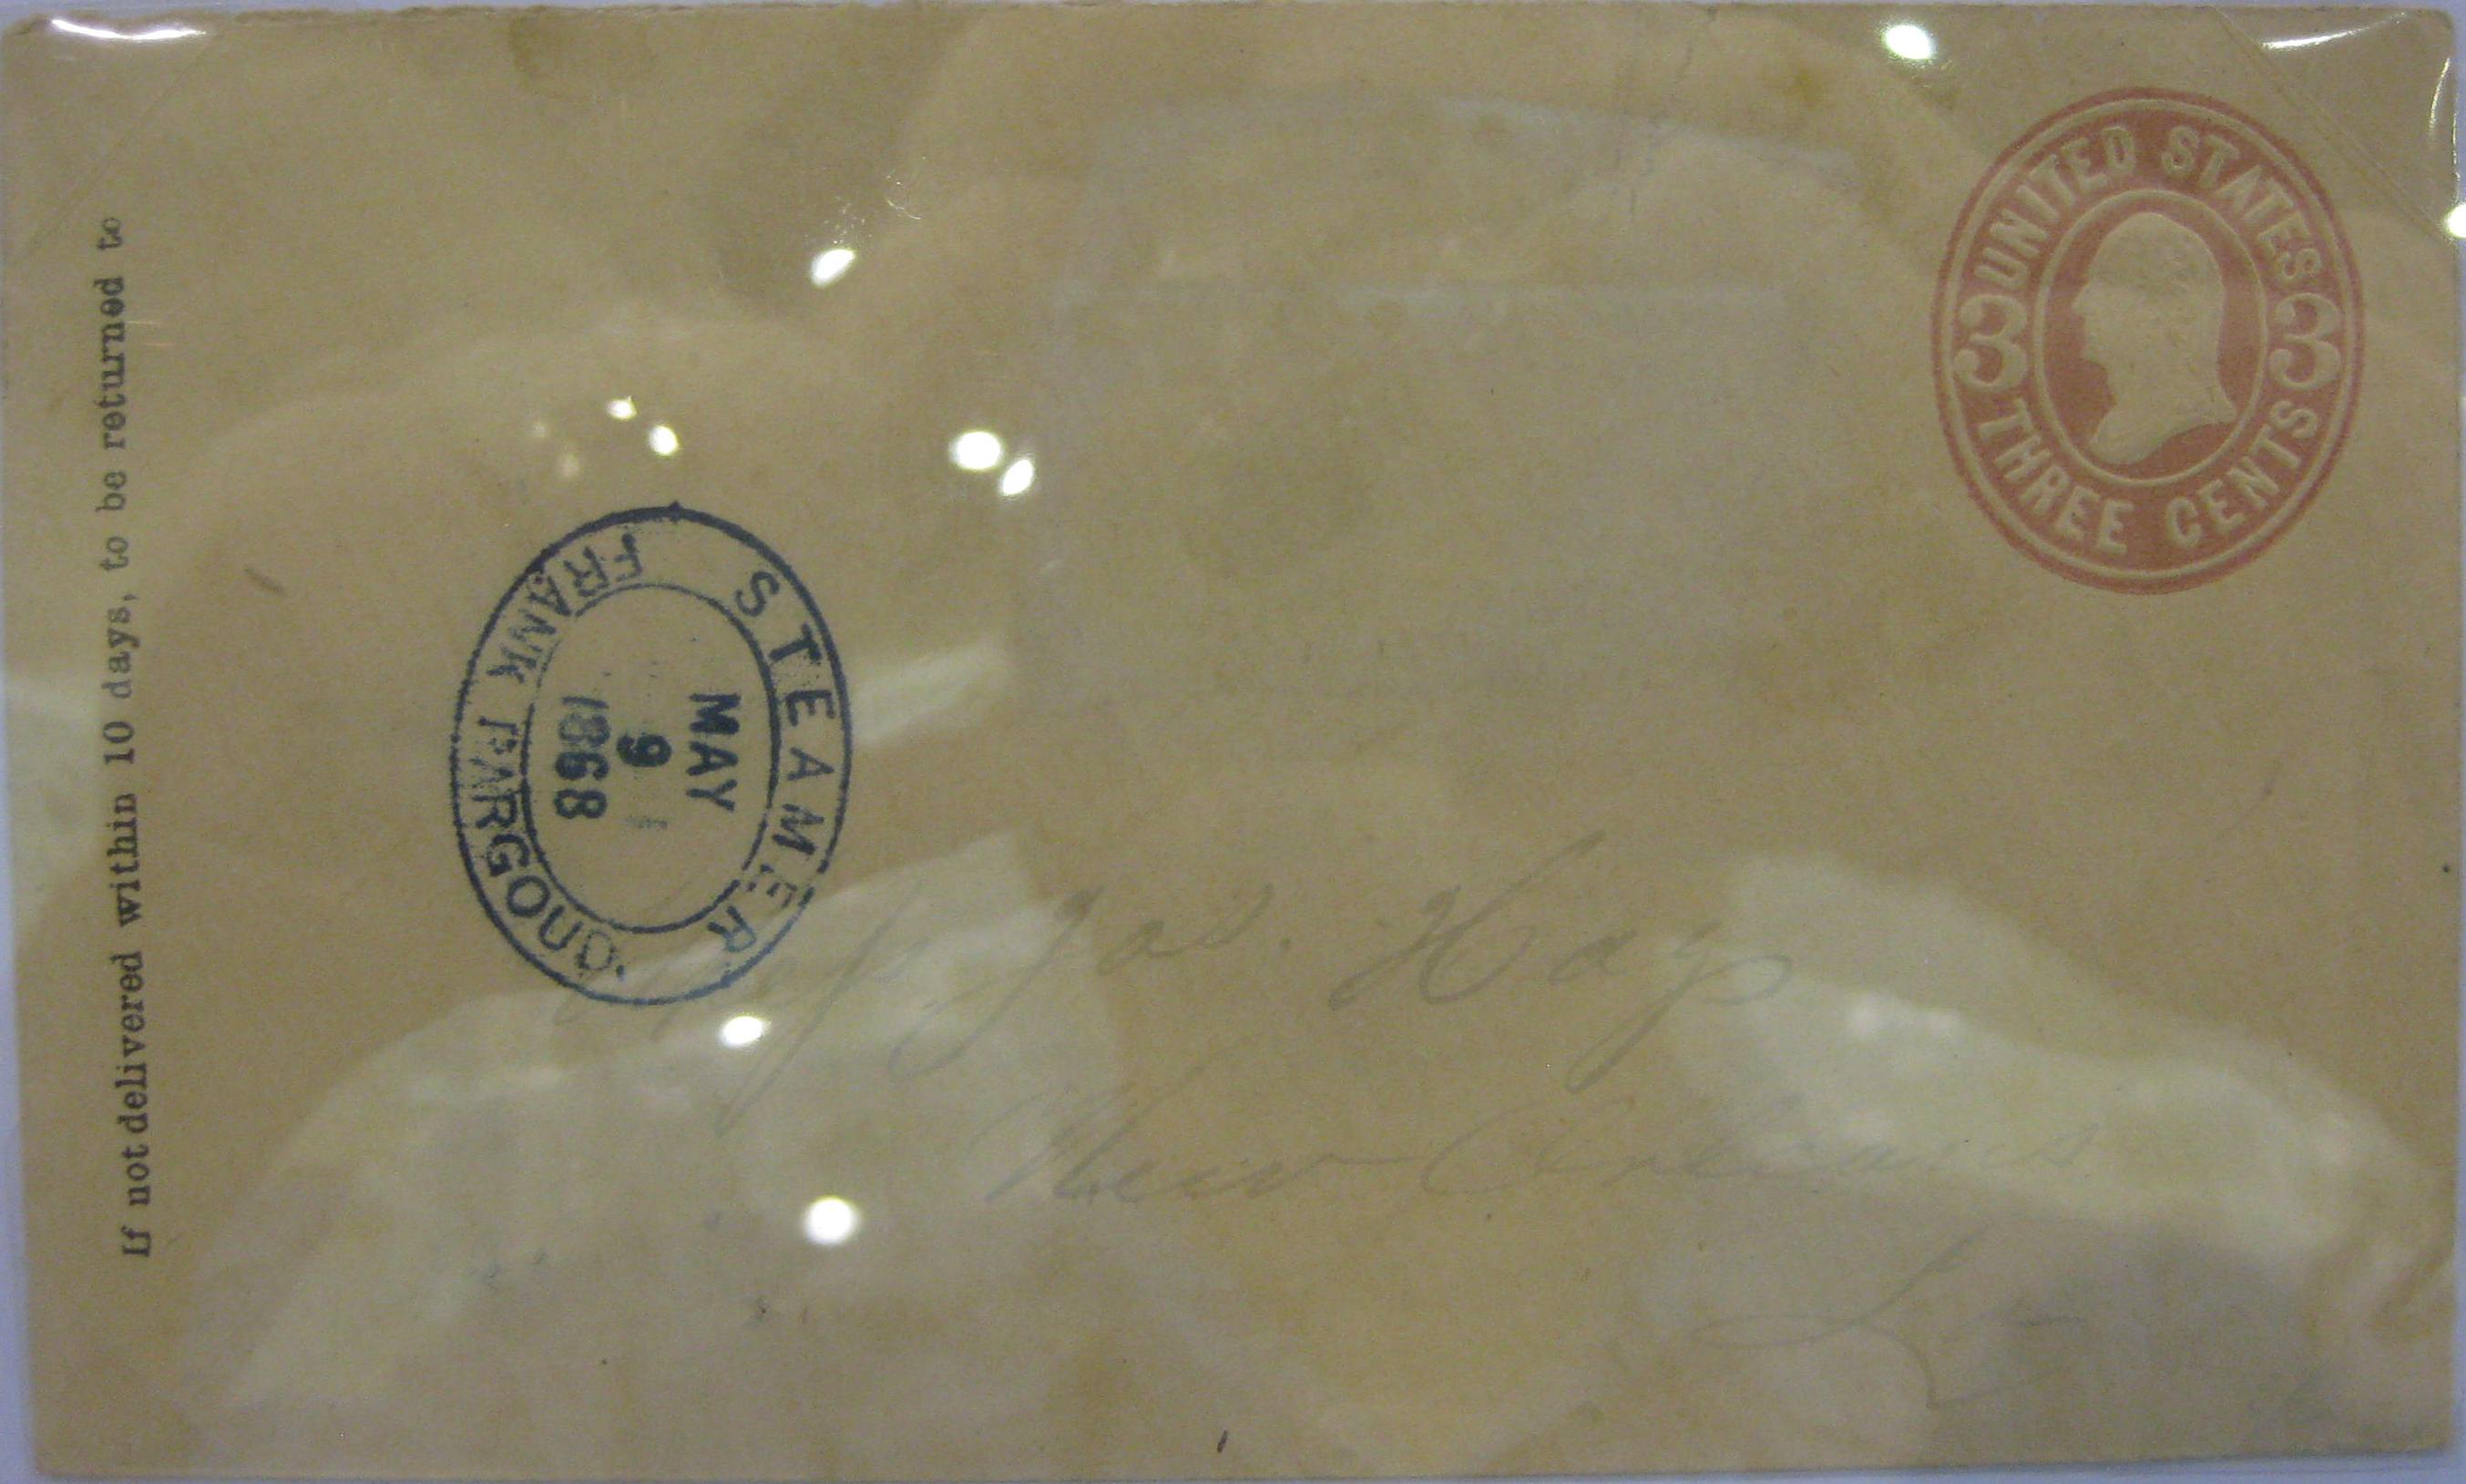 UNITED STATES
3 3
THREE CENTS
If not delivered within 10 days, to be returned to
STEAMER
FRANK PARGOUD.
MAY
9
1868
Jas. Hay
New Orleans